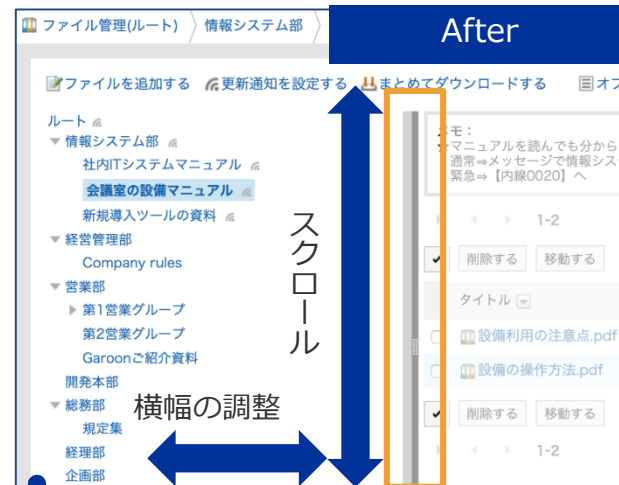 ファイル管理(ルート) 情報システム部
After
ファイルを追加する 更新通知を設定する まとめてダウンロードする オフ
ルート
情報システム部
社内ITシステムマニュアル
会議室の設備マニュアル
新規導入ツールの資料
経営管理部
Company rules
営業部
第1営業グループ
第2営業グループ
Garoonご紹介資料
開発本部
総務部
規定集
経理部
企画部
スクロール
横幅の調整
メモ：
★マニュアルを読んでも分から
通常⇒メッセージで情報シス
緊急⇒【内線0020】へ
1-2
削除する 移動する
タイトル
設備利用の注意点.pdf
設備の操作方法.pdf
削除する 移動する
1-2